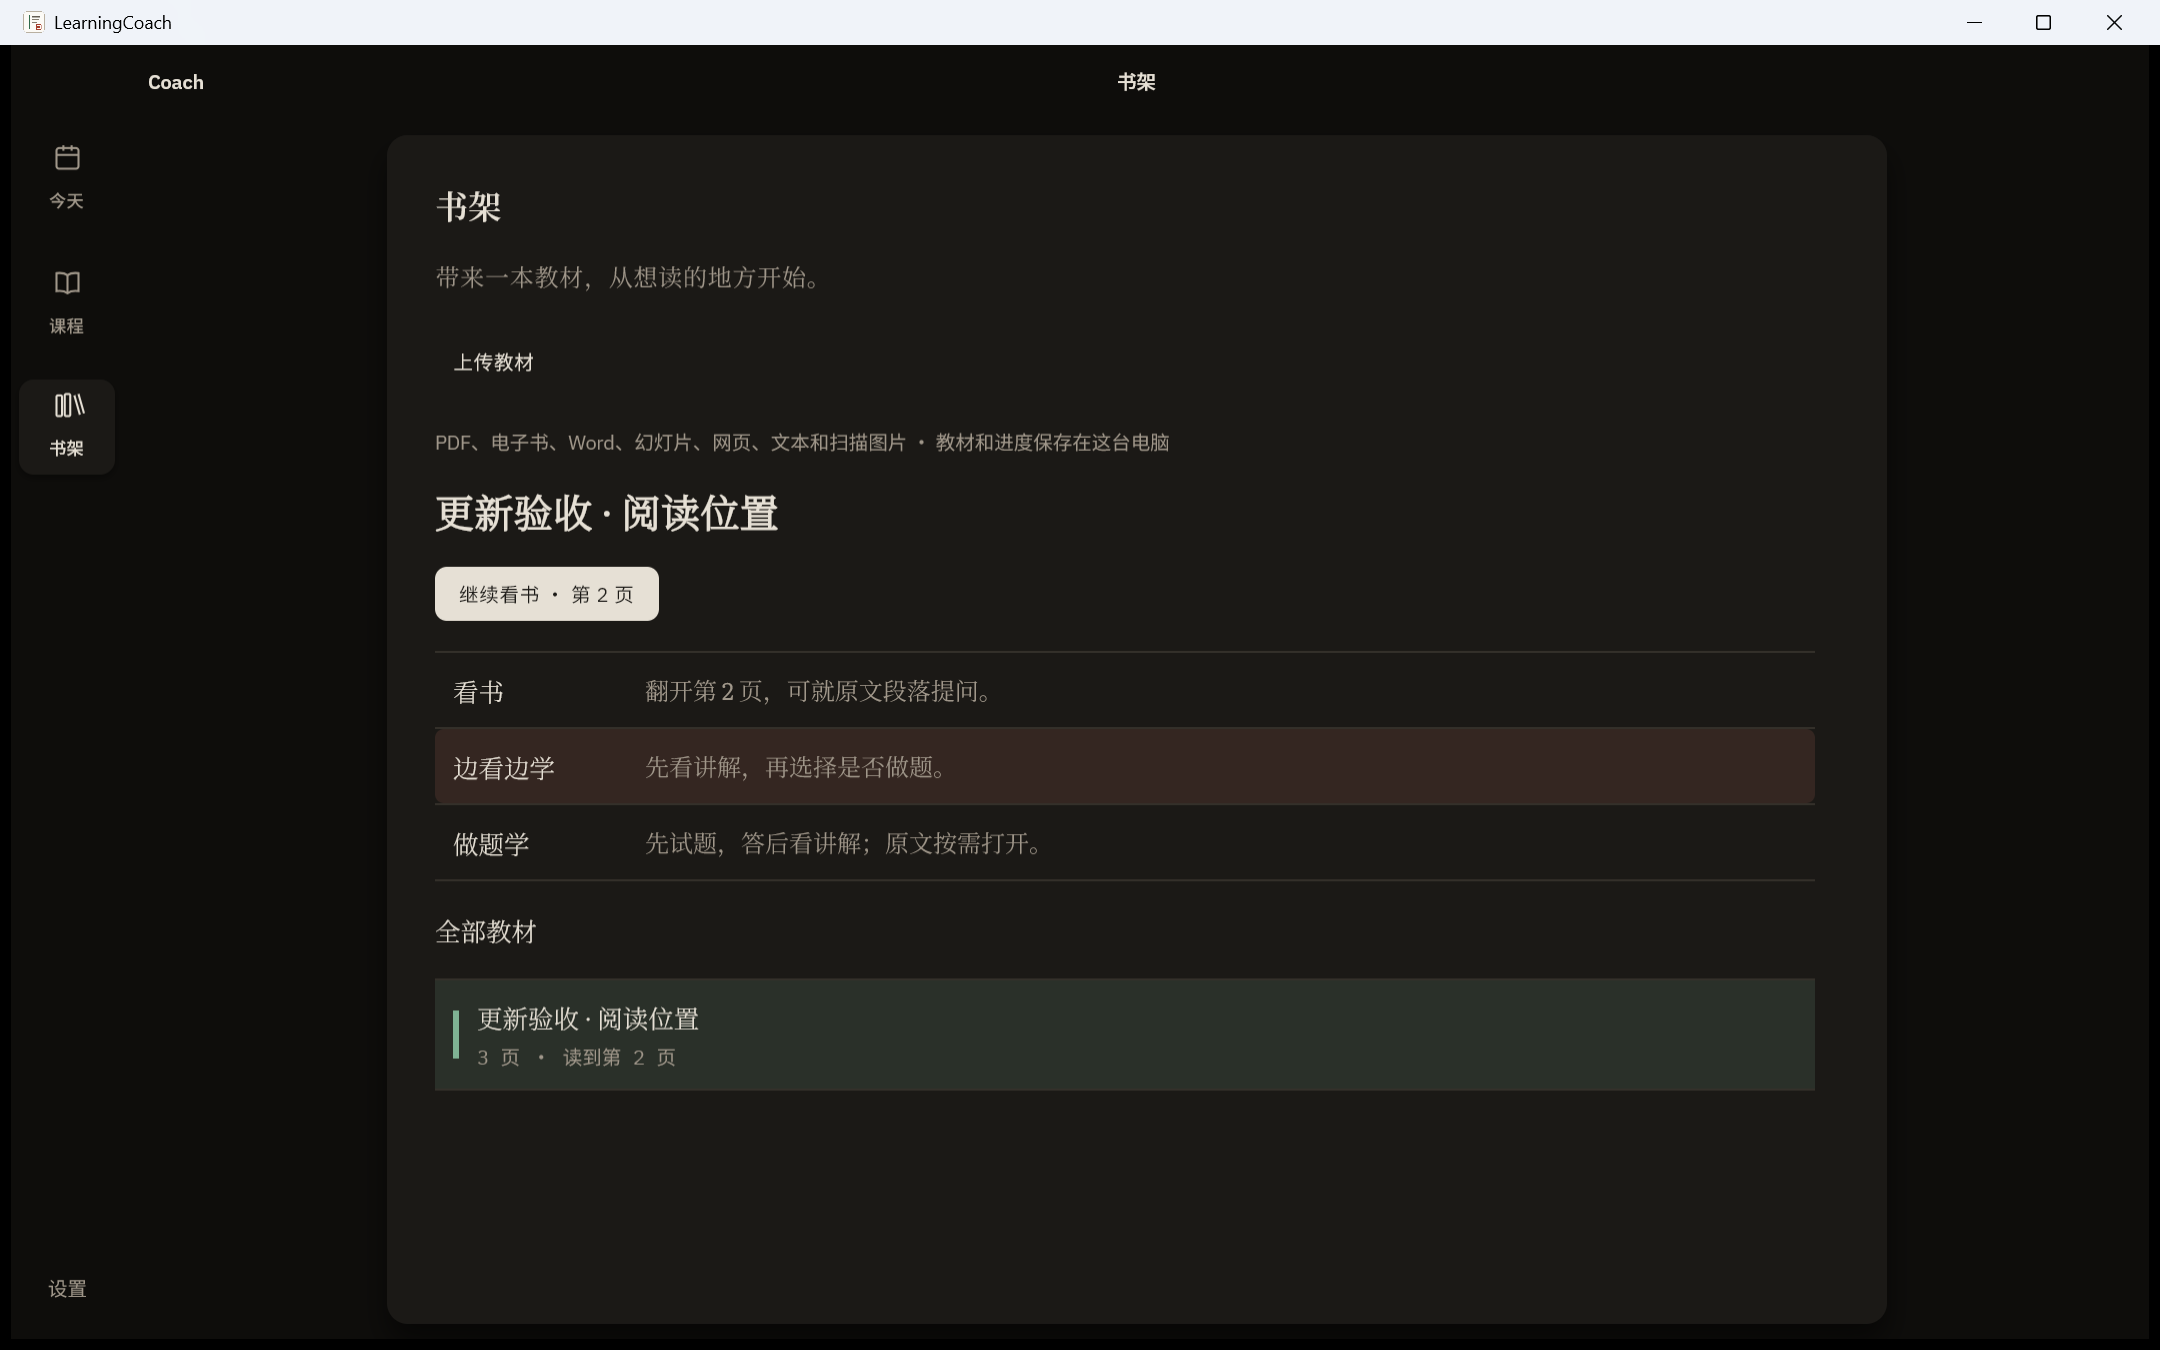 LearningCoach
Coach
书架
今天
课程
书架
设置
书架
带来一本教材，从想读的地方开始。
上传教材
PDF、电子书、Word、幻灯片、网页、文本和扫描图片 · 教材和进度保存在这台电脑
更新验收 · 阅读位置
继续看书 · 第 2 页
看书 翻开第 2 页，可就原文段落提问。
边看边学 先看讲解，再选择是否做题。
做题学 先试题，答后看讲解；原文按需打开。
全部教材
更新验收 · 阅读位置
3 页 · 读到第 2 页